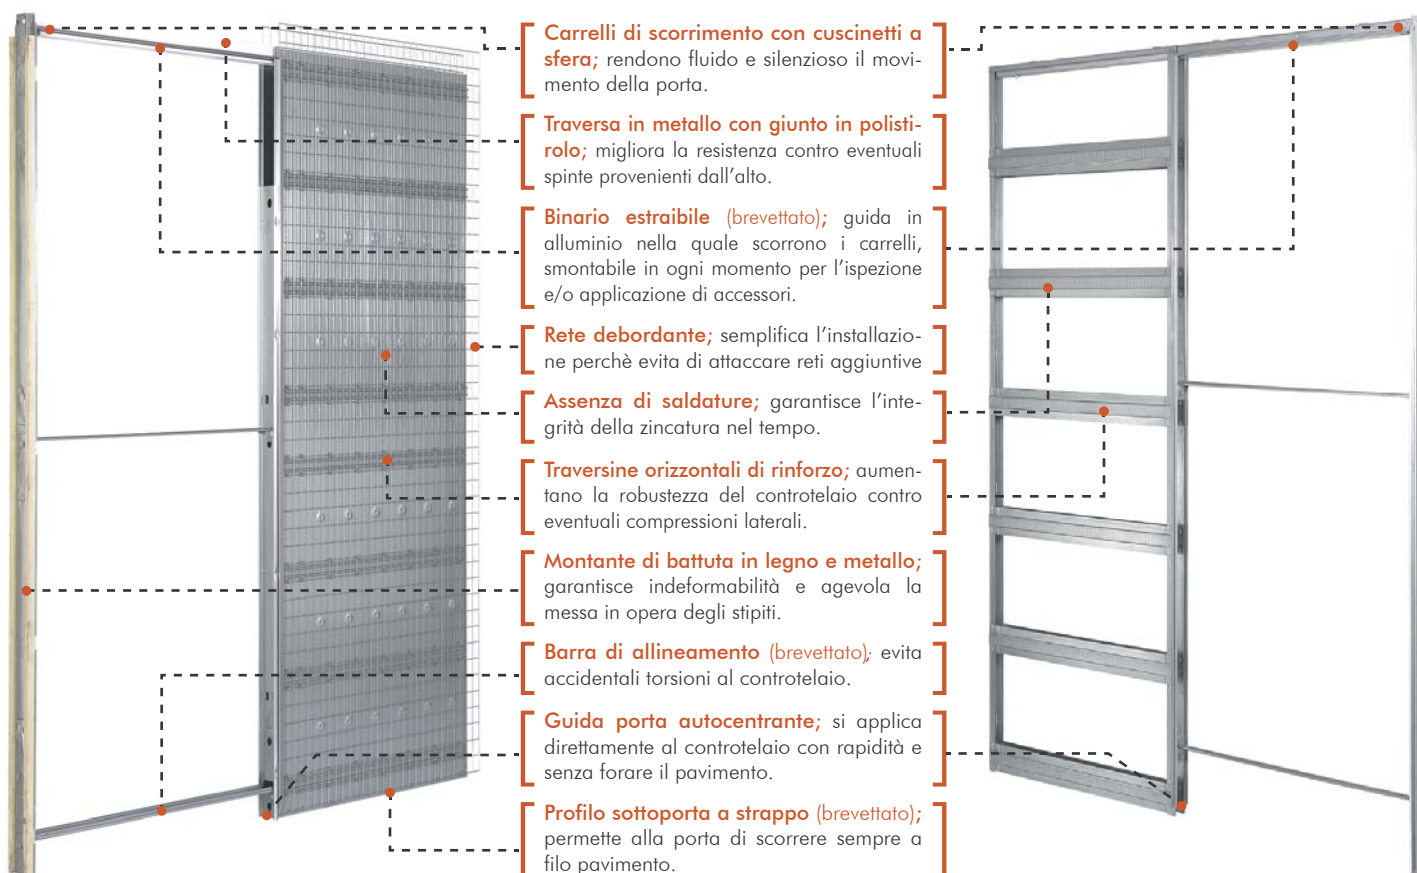 Carrelli di scorrimento con cuscinetti a
sfera; rendono fluido e silenzioso il movi-
mento della porta.
Traversa in metallo con giunto in polisti-
rolo; migliora la resistenza contro eventuali
spinte provenienti dall'alto.
Binario estraibile (brevettato); guida in
alluminio nella quale scorrono i carrelli,
smontabile in ogni momento per l'ispezione
e/o applicazione di accessori.
Rete debordante; semplifica l'installazio-
ne perchè evita di attaccare reti aggiuntive
Assenza di saldature; garantisce l'inte-
grità della zincatura nel tempo.
Traversine orizzontali di rinforzo; aumen-
tano la robustezza del controtelaio contro
eventuali compressioni laterali.
Montante di battuta in legno e metallo;
garantisce indeformabilità e agevola la
messa in opera degli stipiti.
Barra di allineamento (brevettato); evita
accidentali torsioni al controtelaio.
Guida porta autocentrante; si applica
direttamente al controtelaio con rapidità e
senza forare il pavimento.
Profilo sottoporta a strappo (brevettato);
permette alla porta di scorrere sempre a
filo pavimento.